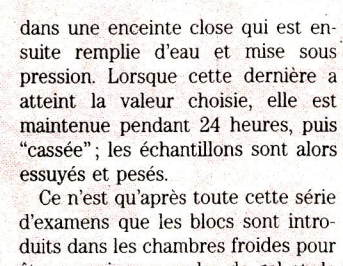 dans une enceinte close qui est en-
suite remplie d'eau et mise sous
pression. Lorsque cette dernière a
atteint la valeur choisie, elle est
maintenue pendant 24 heures, puis
“cassée”; les échantillons sont alors
essuyés et pesés.
Ce n'est qu'après toute cette série
d'examens que les blocs sont intro-
duits dans les chambres froides pour